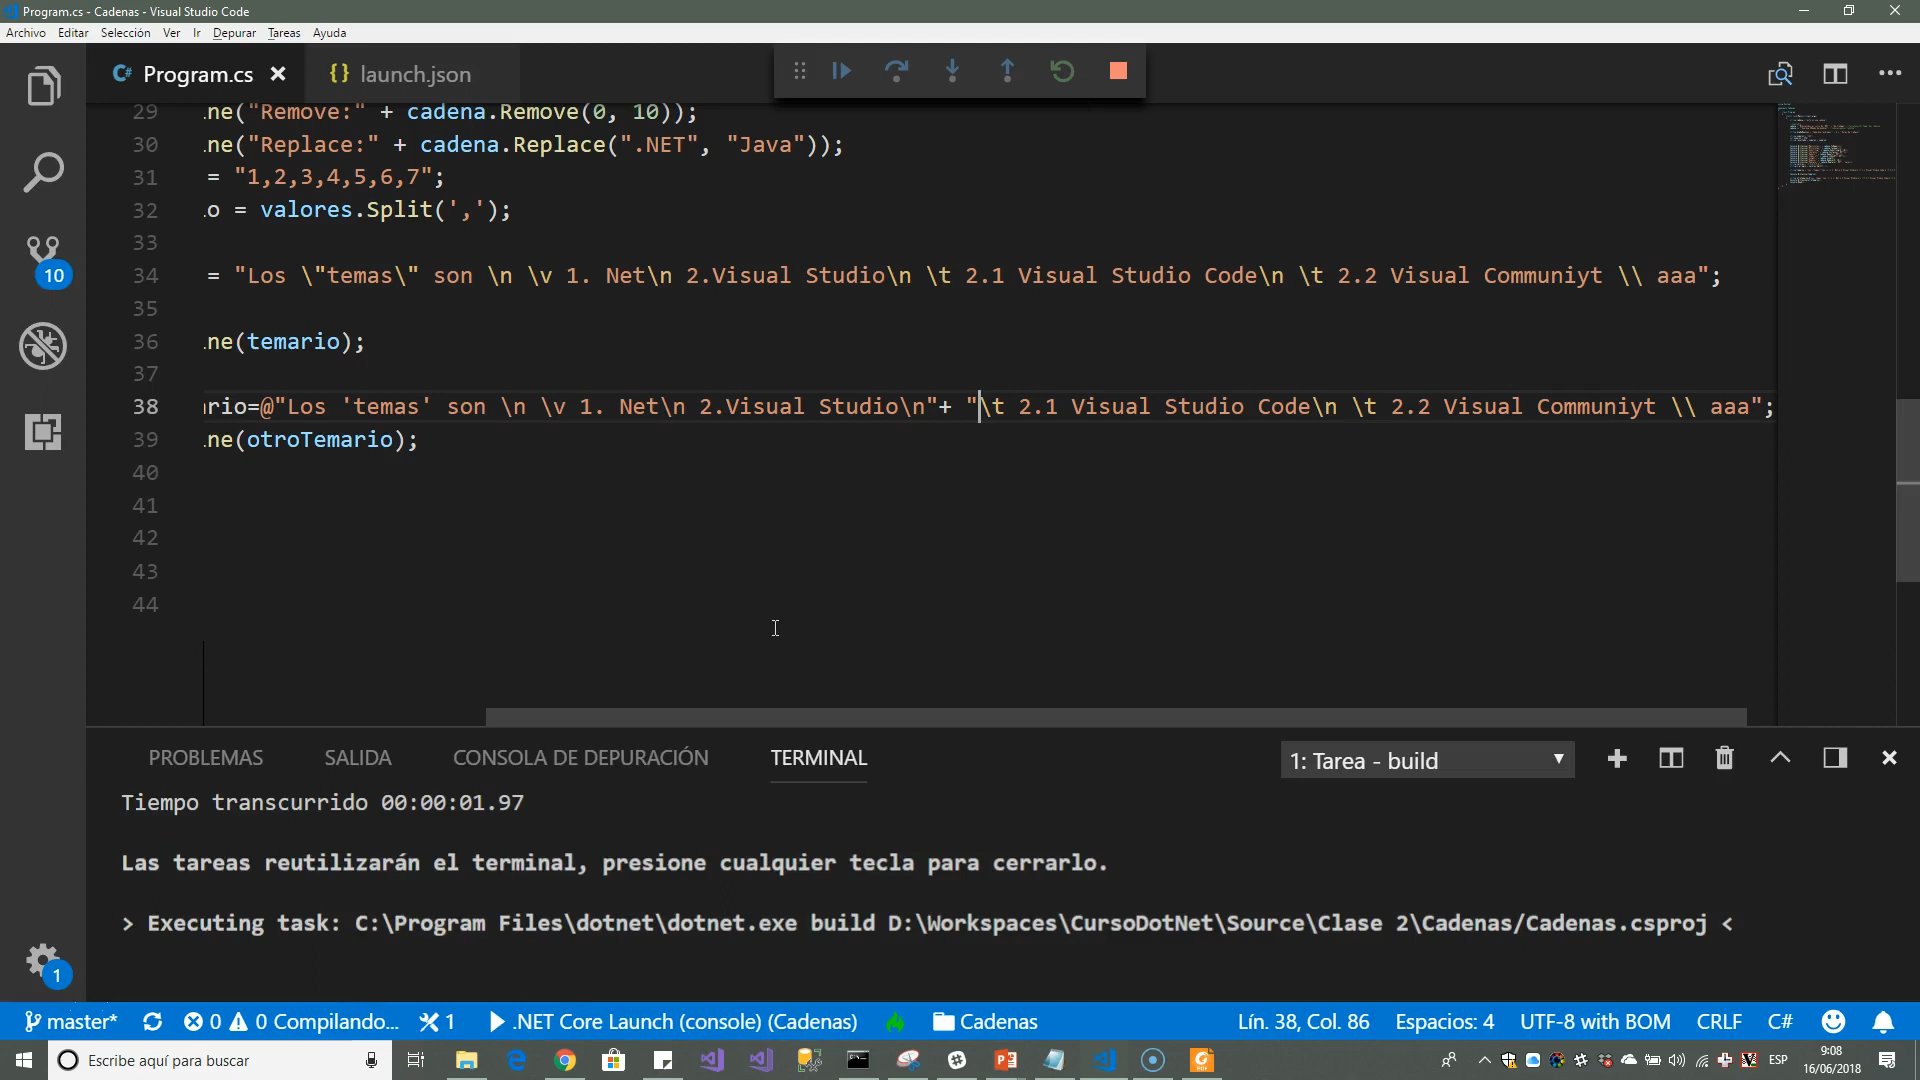 Program.cs - Cadenas - Visual Studio Code
Archivo Editar Selección Ver Ir Depurar Tareas Ayuda
Program.cs launch.json
29 ne("Remove:" + cadena.Remove(0, 10));
30 ne("Replace:" + cadena.Replace(".NET", "Java"));
31 = "1,2,3,4,5,6,7";
32 o = valores.Split(',');
33
10
34 = "Los \"temas\" son \n \v 1. Net\n 2.Visual Studio\n \t 2.1 Visual Studio Code\n \t 2.2 Visual Communiyt \\ aaa";
35
36 ne(temario);
37
38 rio=@"Los 'temas' son \n \v 1. Net\n 2.Visual Studio\n"+ "\t 2.1 Visual Studio Code\n \t 2.2 Visual Communiyt \\ aaa";
39 ne(otroTemario);
40
41
42
43
44
PROBLEMAS SALIDA CONSOLA DE DEPURACIÓN TERMINAL 1: Tarea - build
Tiempo transcurrido 00:00:01.97
Las tareas reutilizarán el terminal, presione cualquier tecla para cerrarlo.
> Executing task: C:\Program Files\dotnet\dotnet.exe build D:\Workspaces\CursoDotNet\Source\Clase 2\Cadenas/Cadenas.csproj <
1
master* 0 0 Compilando... 1 .NET Core Launch (console) (Cadenas) Cadenas Lín. 38, Col. 86 Espacios: 4 UTF-8 with BOM CRLF C#
Escribe aquí para buscar ESP 9:08
16/06/2018